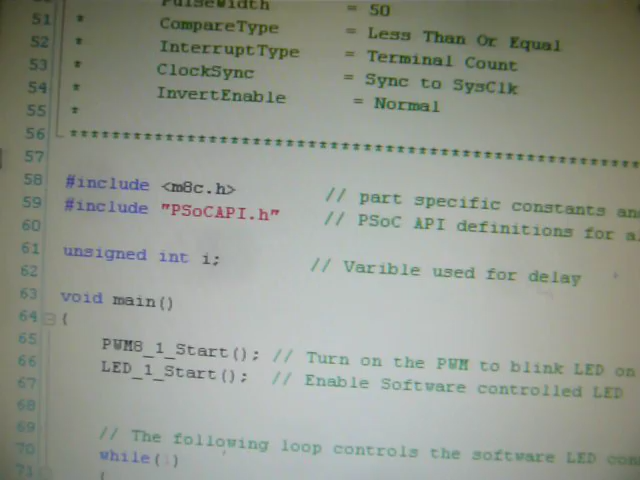 PulseWidth = 50
51 * CompareType = Less Than Or Equal
52 * InterruptType = Terminal Count
53 * ClockSync = Sync to SysClk
54 * InvertEnable = Normal
55 *
56 *****************************************************
57
58 #include <m8c.h> // part specific constants an
59 #include "PSoCAPI.h" // PSoC API definitions for a
60
61 unsigned int i; // Varible used for delay
62
63 void main()
64 {
65 PWM8_1_Start(); // Turn on the PWM to blink LED on
66 LED_1_Start(); // Enable Software controlled LED
67
68
69 // The following loop controls the software LED con
70 while(1)
71 {